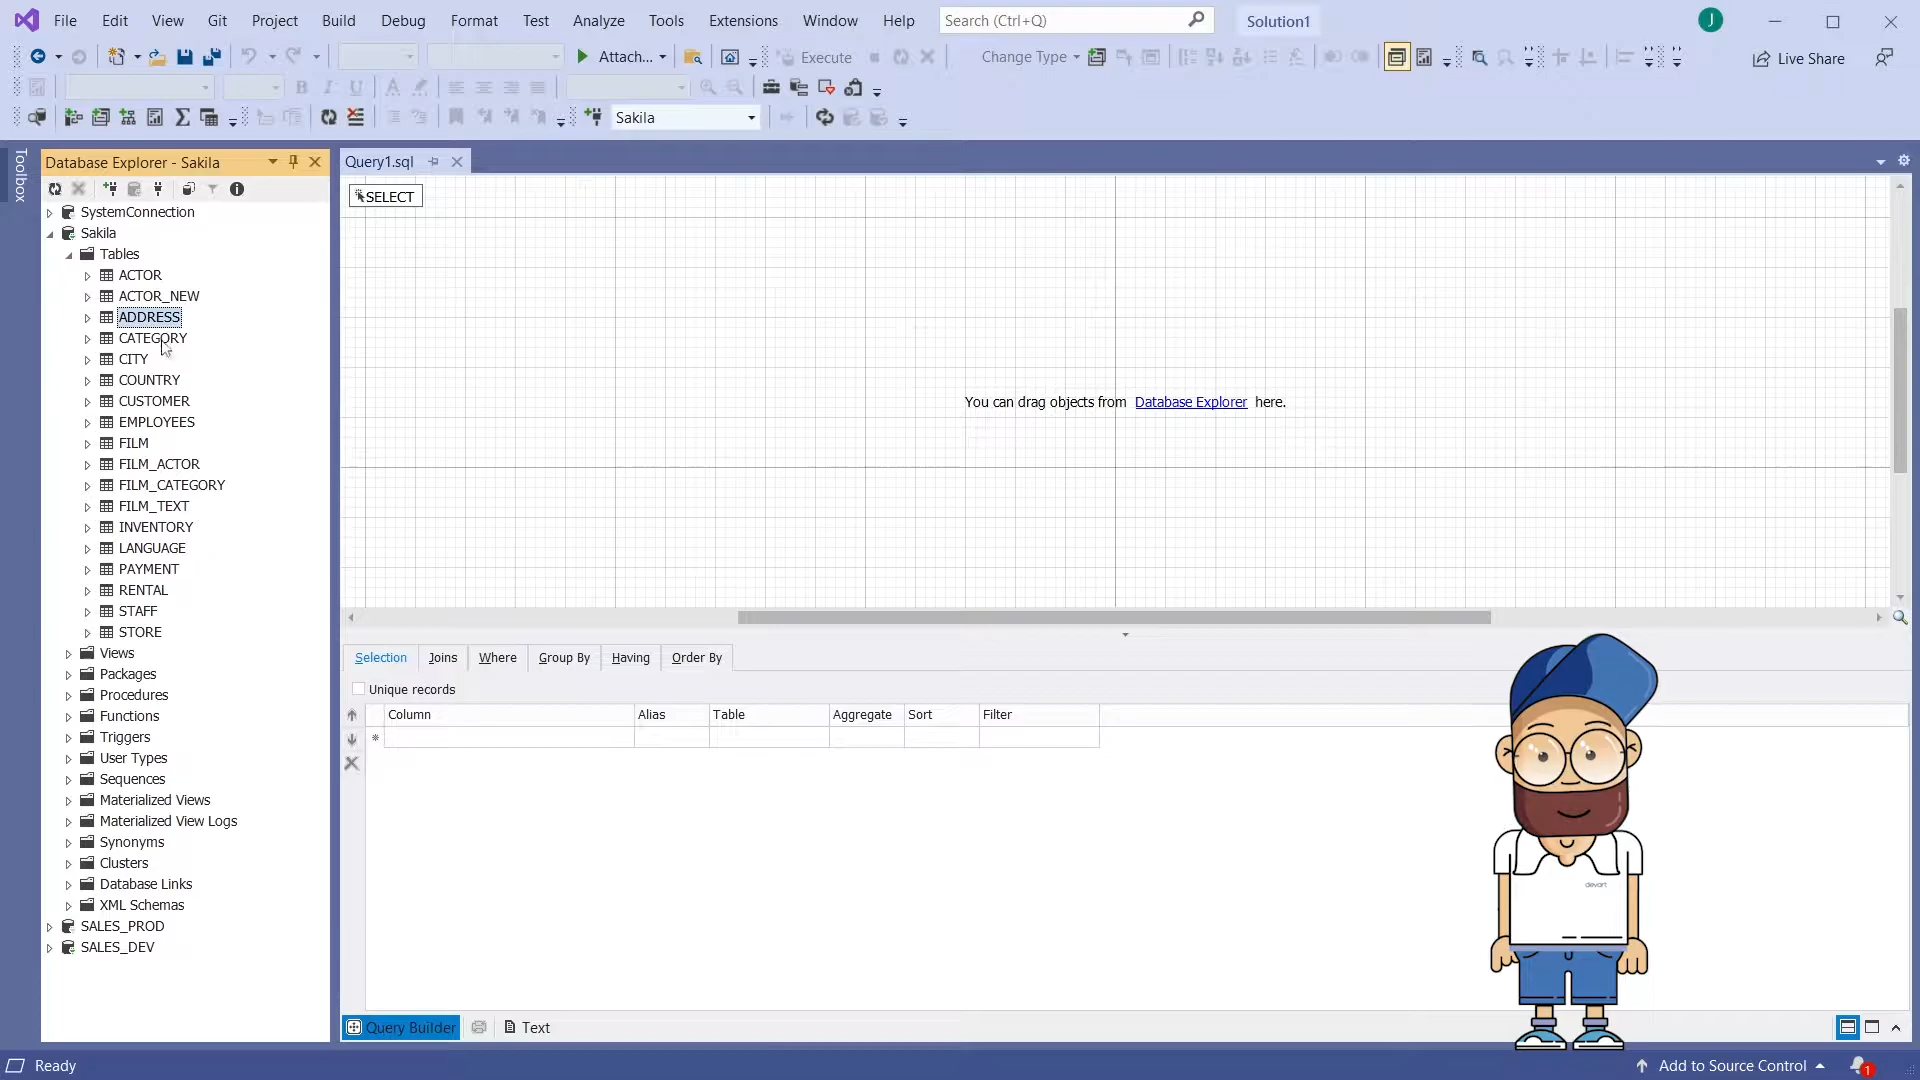 File Edit View Git Project Build Debug Format Test Analyze Tools Extensions Window Help Search (Ctrl+Q) Solution1 J
Attach... Execute Change Type Live Share
B I U A
Sakila
Toolbox
Database Explorer - Sakila
SystemConnection
Sakila
Tables
ACTOR
ACTOR_NEW
ADDRESS
CATEGORY
CITY
COUNTRY
CUSTOMER
EMPLOYEES
FILM
FILM_ACTOR
FILM_CATEGORY
FILM_TEXT
INVENTORY
LANGUAGE
PAYMENT
RENTAL
STAFF
STORE
Views
Packages
Procedures
Functions
Triggers
User Types
Sequences
Materialized Views
Materialized View Logs
Synonyms
Clusters
Database Links
XML Schemas
SALES_PROD
SALES_DEV
Query1.sql
SELECT
You can drag objects from Database Explorer here.
Selection Joins Where Group By Having Order By
Unique records
Column Alias Table Aggregate Sort Filter
devart
Query Builder Text
Ready Add to Source Control 1